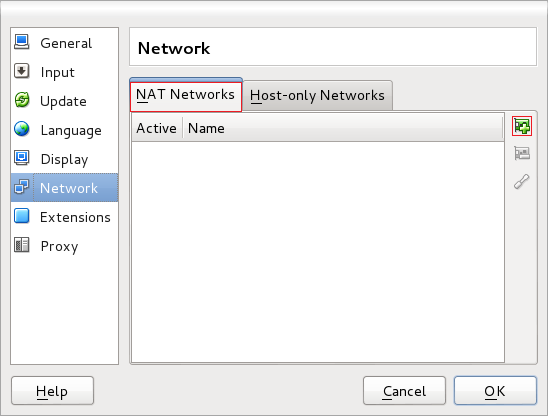 General
Input
Update
Language
Display
Network
Extensions
Proxy
Network
NAT Networks
Host-only Networks
Active
Name
Help
Cancel
OK